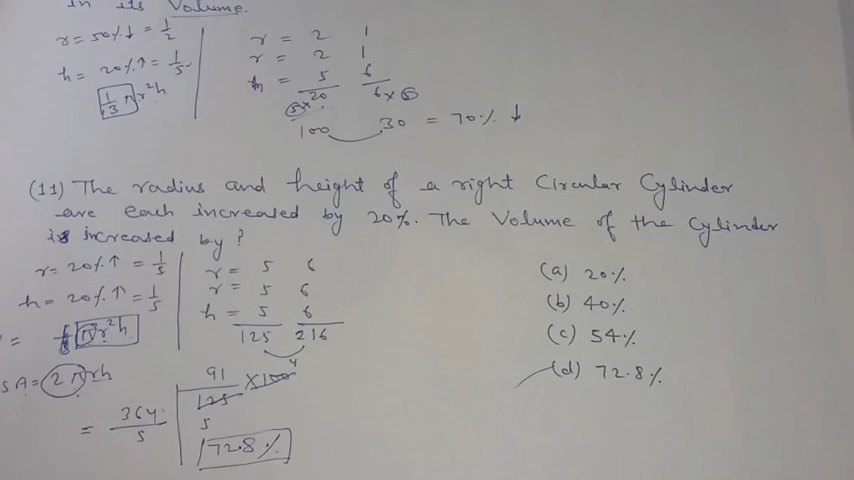 in its Volume.
r = 50%↓ = 1/2
h = 20%↑ = 1/5
1/3 πr²h
r = 2 1
r = 2 1
h = 5 6
20 6×5
5×
100 30 = 70% ↓
(11) The radius and height of a right Circular Cylinder
are each increased by 20%. The Volume of the Cylinder
is increased by?
r = 20%↑ = 1/5
h = 20%↑ = 1/5
= πr²h
SA = 2πrh
r = 5 6
r = 5 6
h = 5 6
125 216
91/125 × 100 4
5
= 364/5
72.8%
(a) 20%
(b) 40%
(c) 54%
(d) 72.8%